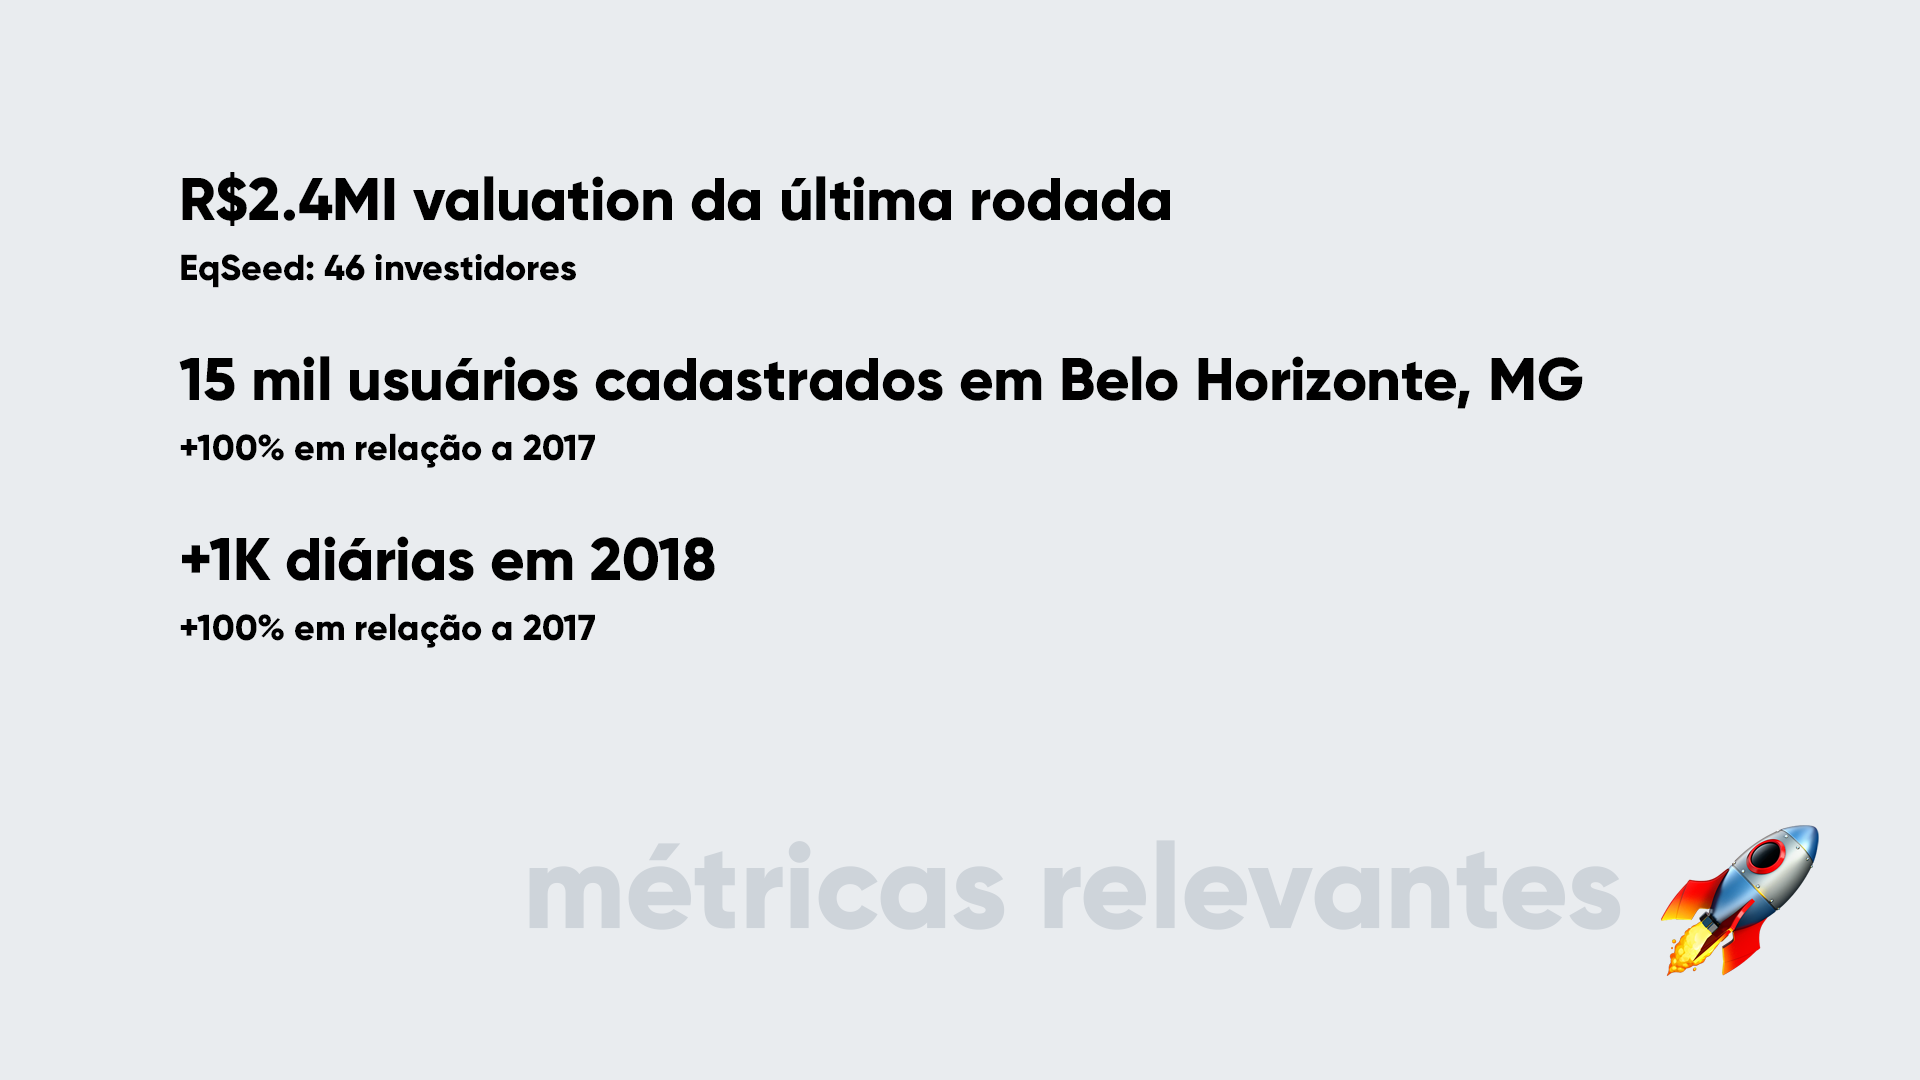 R$2.4MI valuation da última rodada
EqSeed: 46 investidores
15 mil usuários cadastrados em Belo Horizonte, MG
+100% em relação a 2017
+1K diárias em 2018
+100% em relação a 2017
métricas relevantes